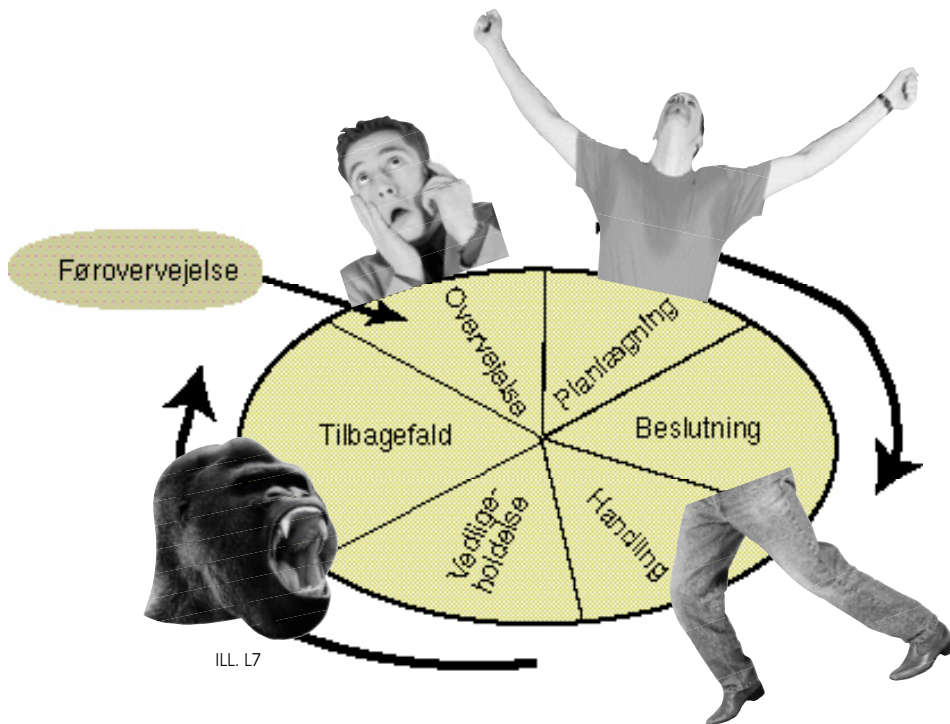 Førovervejelse
Overvejelse
Planlægning
Beslutning
Handling
Vedlige-
holdelse
Tilbagefald
ILL. L7